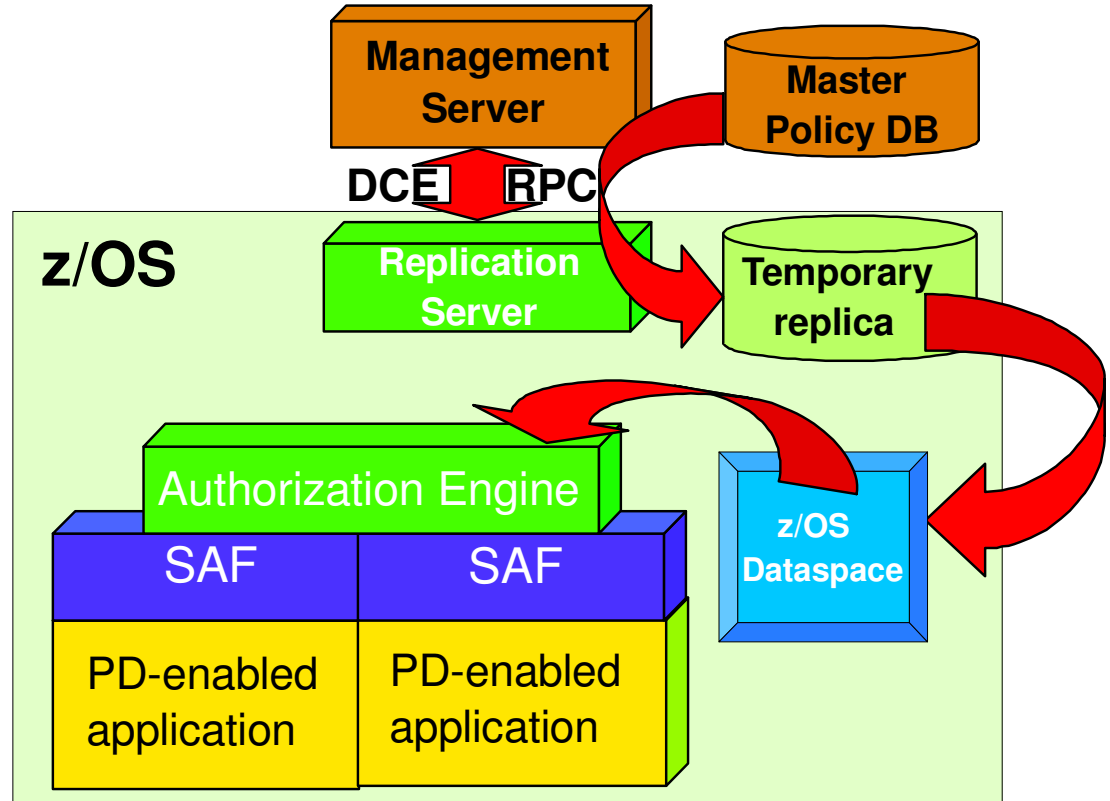 Management
Server
Master
Policy DB
DCE RPC
z/OS
Replication
Server
Temporary
replica
Authorization Engine
SAF
SAF
z/OS
Dataspace
PD-enabled
application
PD-enabled
application